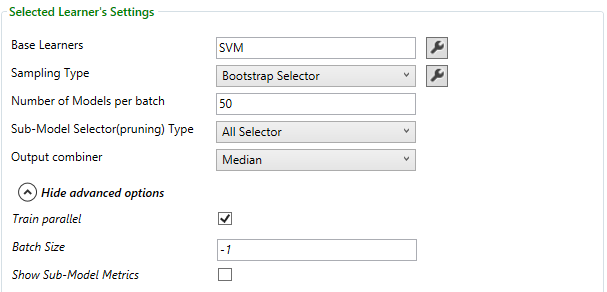 Selected Learner's Settings
Base Learners SVM
Sampling Type Bootstrap Selector
Number of Models per batch 50
Sub-Model Selector(pruning) Type All Selector
Output combiner Median
Hide advanced options
Train parallel
Batch Size -1
Show Sub-Model Metrics